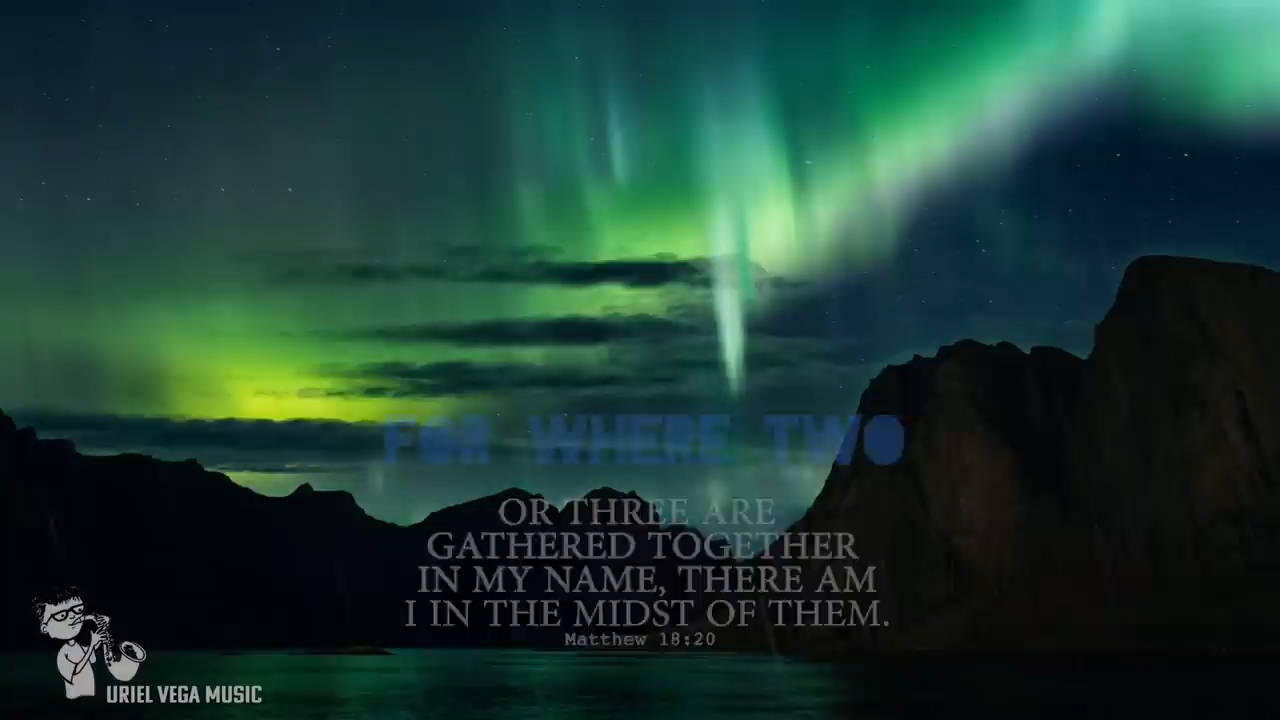 FOR WHERE TWO
OR THREE ARE
GATHERED TOGETHER
IN MY NAME, THERE AM
I IN THE MIDST OF THEM.
Matthew 18:20
URIEL VEGA MUSIC